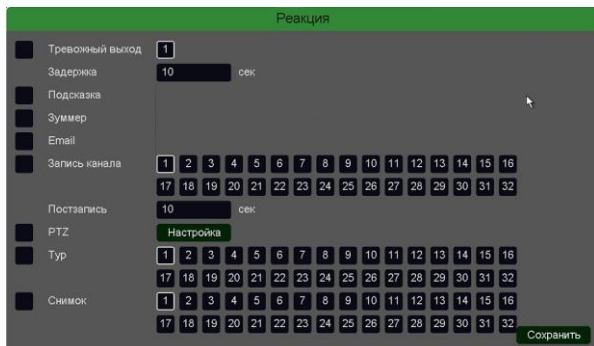 Реакция
Тревожный выход 1
Задержка 10 сек
Подсказка
Зуммер
Email
Запись канала 1 2 3 4 5 6 7 8 9 10 11 12 13 14 15 16
17 18 19 20 21 22 23 24 25 26 27 28 29 30 31 32
Постзапись 10 сек
PTZ Настройка
Тур 1 2 3 4 5 6 7 8 9 10 11 12 13 14 15 16
17 18 19 20 21 22 23 24 25 26 27 28 29 30 31 32
Снимок 1 2 3 4 5 6 7 8 9 10 11 12 13 14 15 16
17 18 19 20 21 22 23 24 25 26 27 28 29 30 31 32
Сохранить